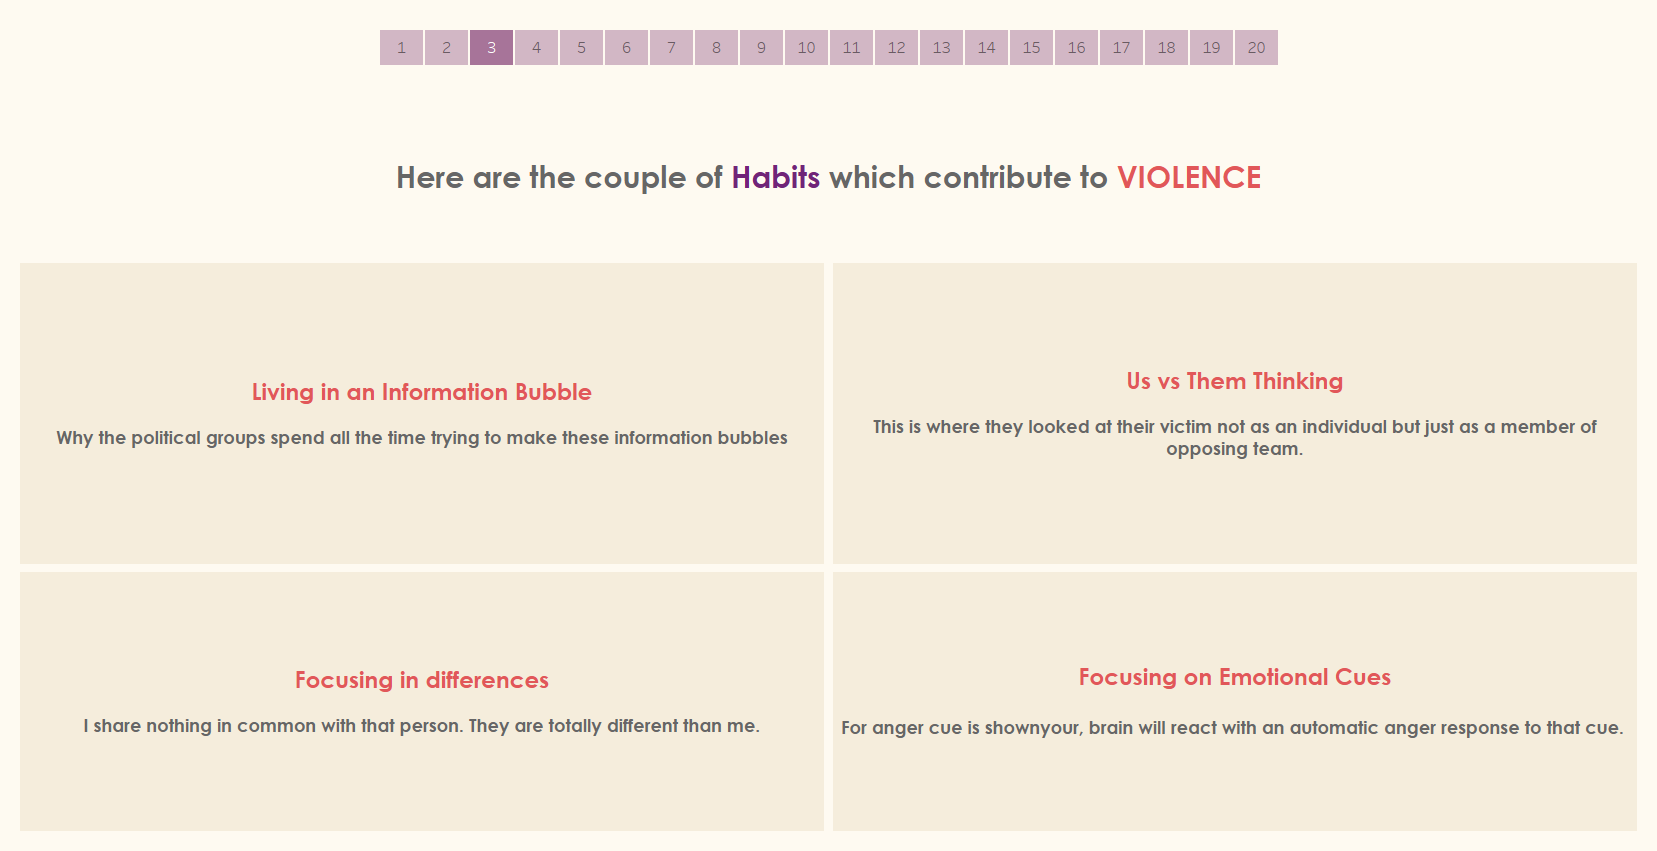 1 2 3 4 5 6 7 8 9 10 11 12 13 14 15 16 17 18 19 20
Here are the couple of Habits which contribute to VIOLENCE
Living in an Information Bubble
Why the political groups spend all the time trying to make these information bubbles
Us vs Them Thinking
This is where they looked at their victim not as an individual but just as a member of
opposing team.
Focusing in differences
I share nothing in common with that person. They are totally different than me.
Focusing on Emotional Cues
For anger cue is shownyour, brain will react with an automatic anger response to that cue.